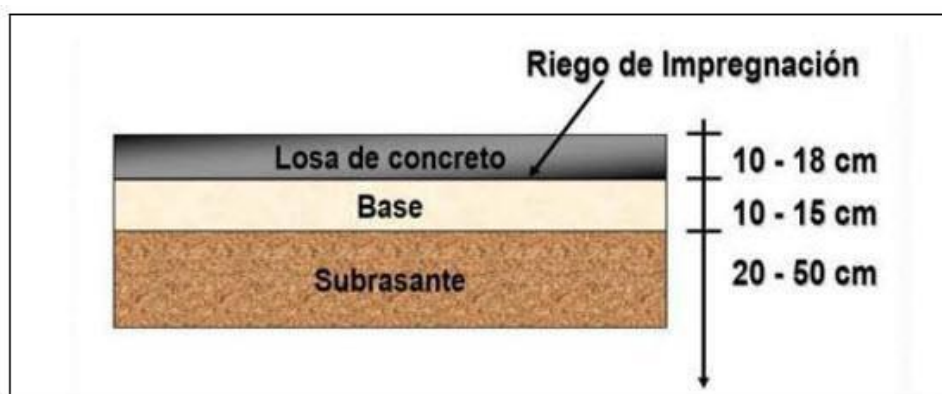 Riego de Impregnación
Losa de concreto
10 - 18 cm
Base
10 - 15 cm
Subrasante
20 - 50 cm